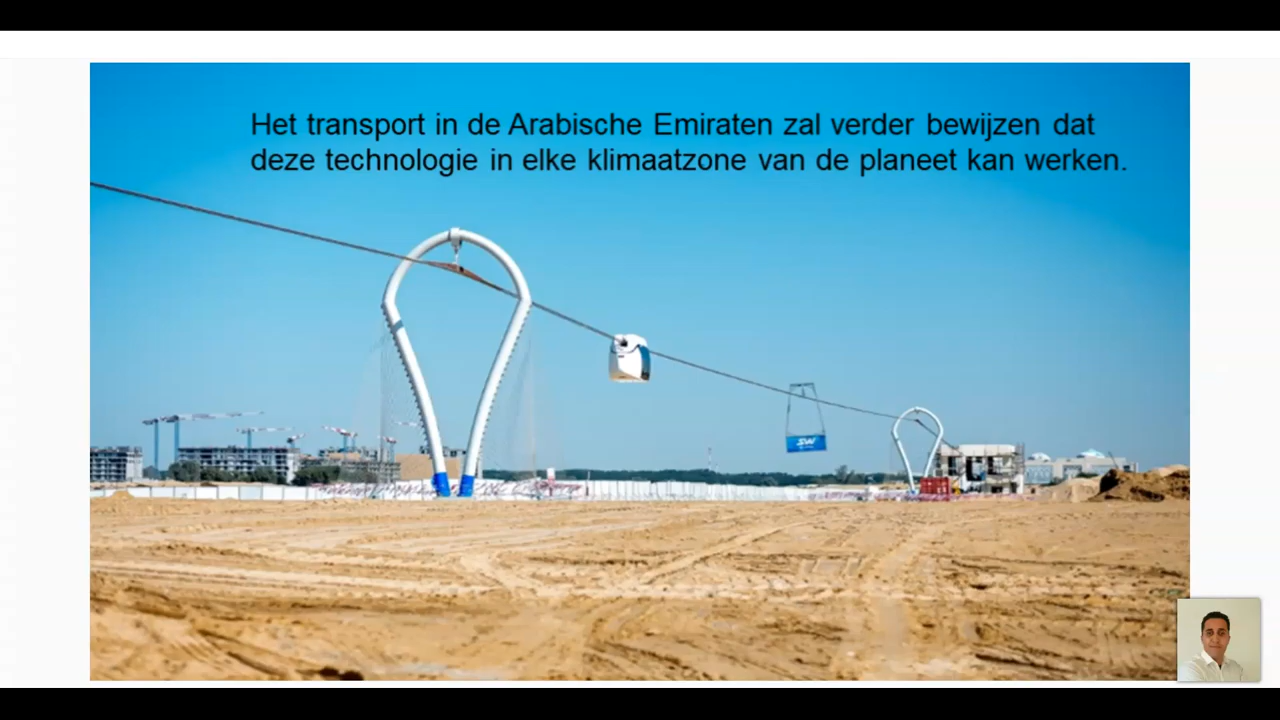 Het transport in de Arabische Emiraten zal verder bewijzen dat
deze technologie in elke klimaatzone van de planeet kan werken.
SW